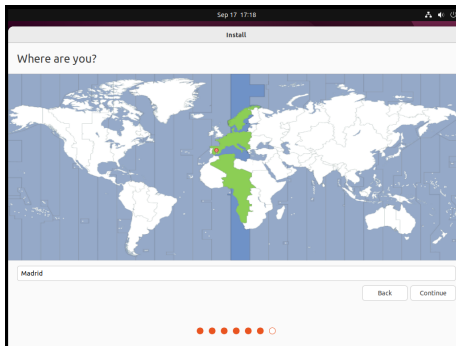 Sep 17 17:18
Install
Where are you?
Madrid
Back
Continue